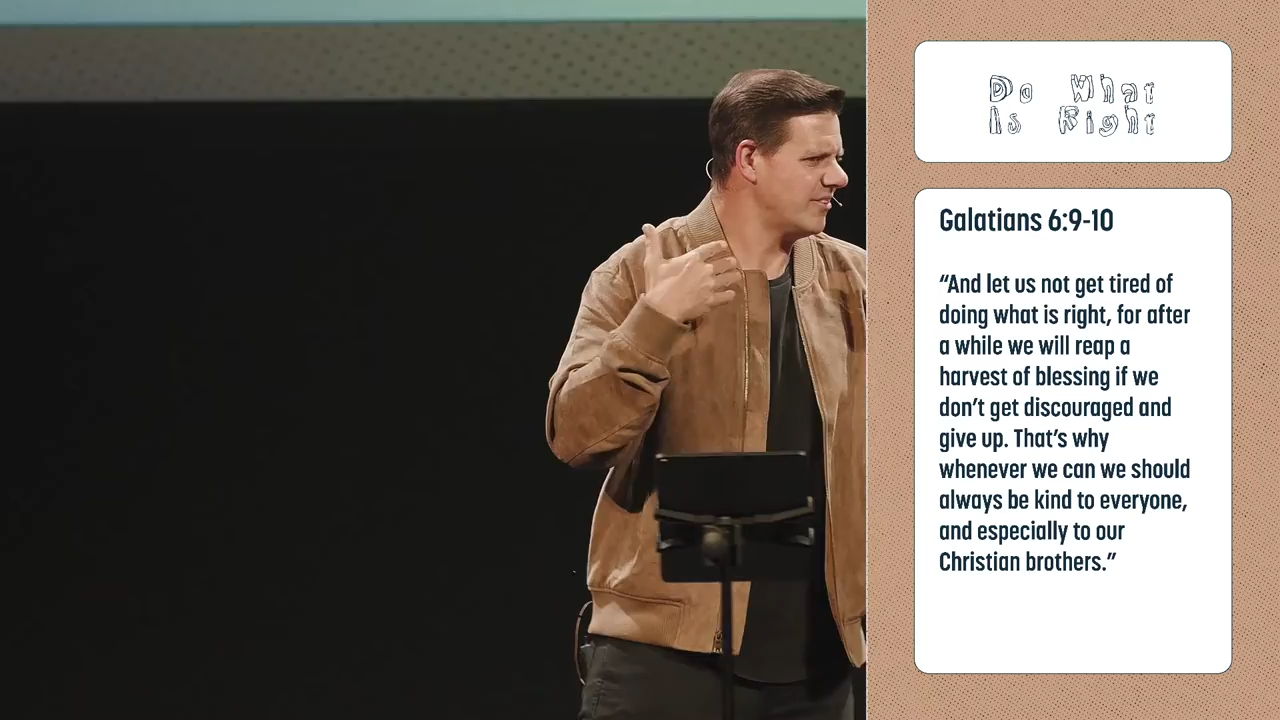 Do What
Is Right
Galatians 6:9-10
“And let us not get tired of
doing what is right, for after
a while we will reap a
harvest of blessing if we
don’t get discouraged and
give up. That’s why
whenever we can we should
always be kind to everyone,
and especially to our
Christian brothers.”